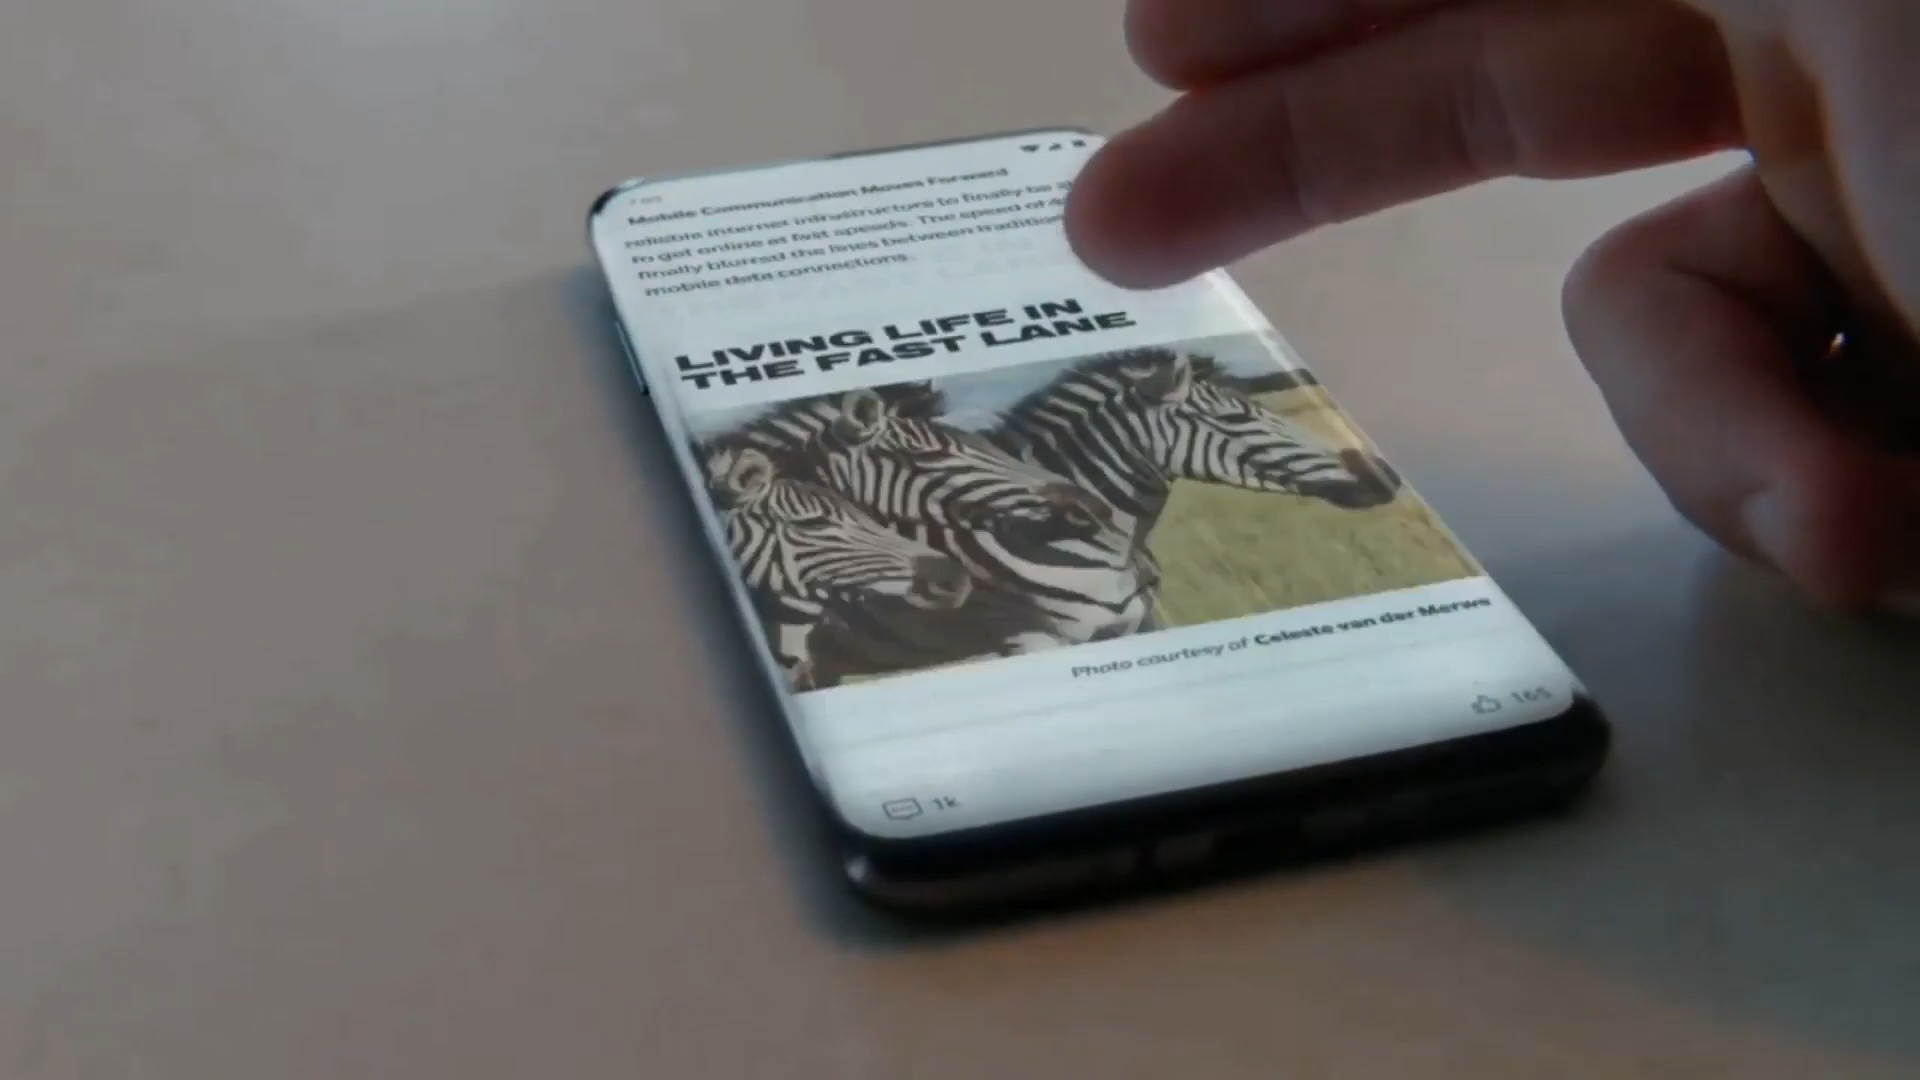 Mobile Communication Moves Forward
reliable internet infrustructure to finally be
to get online at fast speeds. The speed of
finally blurred the lines between
mobile data connections.
LIVING LIFE IN
THE FAST LANE
Photo courtesy of Celeste van der Merwe
165
1k